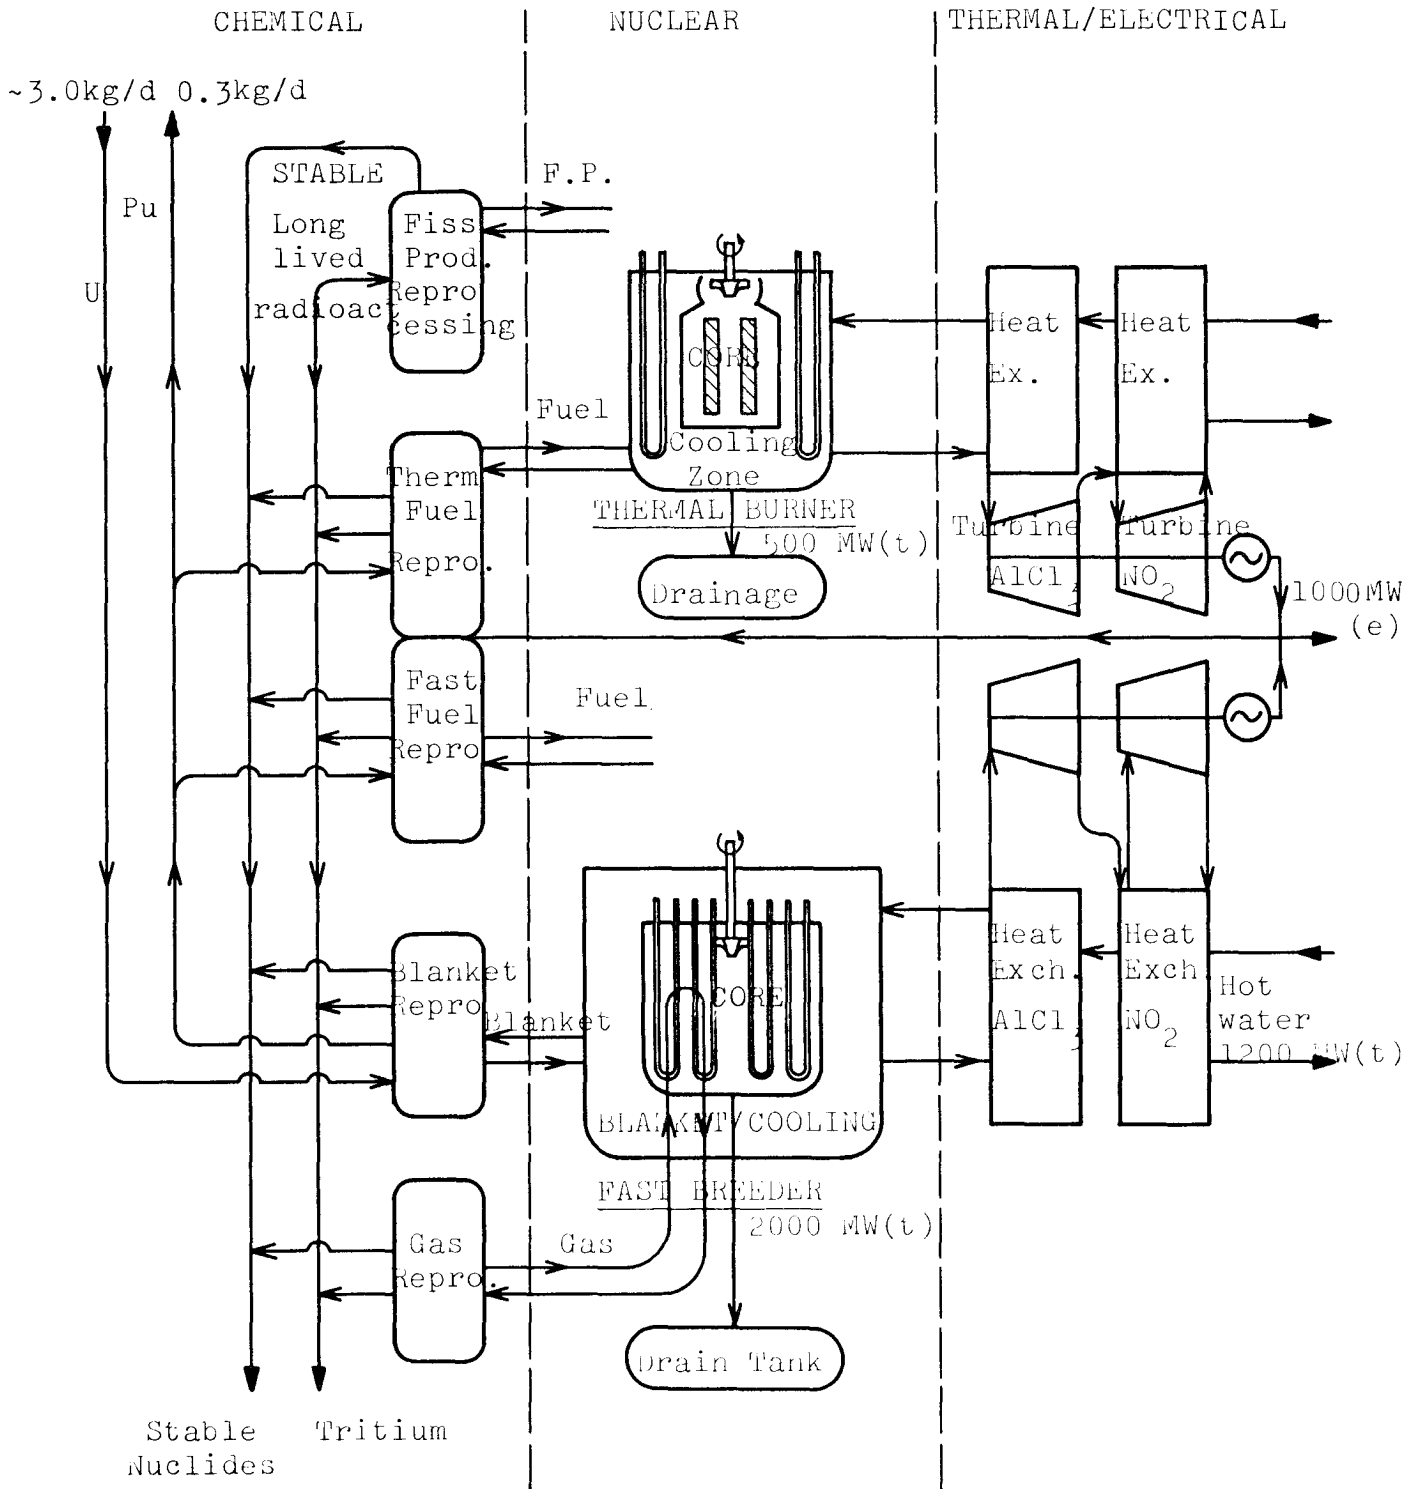 CHEMICAL
NUCLEAR
THERMAL/ELECTRICAL
~3.0kg/d 0.3kg/d
STABLE
F.P.
Pu
Long
lived
radioact
Fiss
Prod.
Repro
cessing
U
CORE
Heat
Ex.
Heat
Ex.
Fuel
Cooling
Zone
Therm
Fuel
Repro.
THERMAL BURNER
500 MW(t)
Turbine
AlCl3
Turbine
NO2
Drainage
1000MW
(e)
Fast
Fuel
Repro
Fuel
CORE
Heat
Exch.
AlCl3
Heat
Exch
NO2
Hot
water
1200 MW(t)
Blanket
Repro
Blanket
BLANKET/COOLING
FAST BREEDER
2000 MW(t)
Gas
Repro.
Gas
Drain Tank
Stable
Nuclides
Tritium